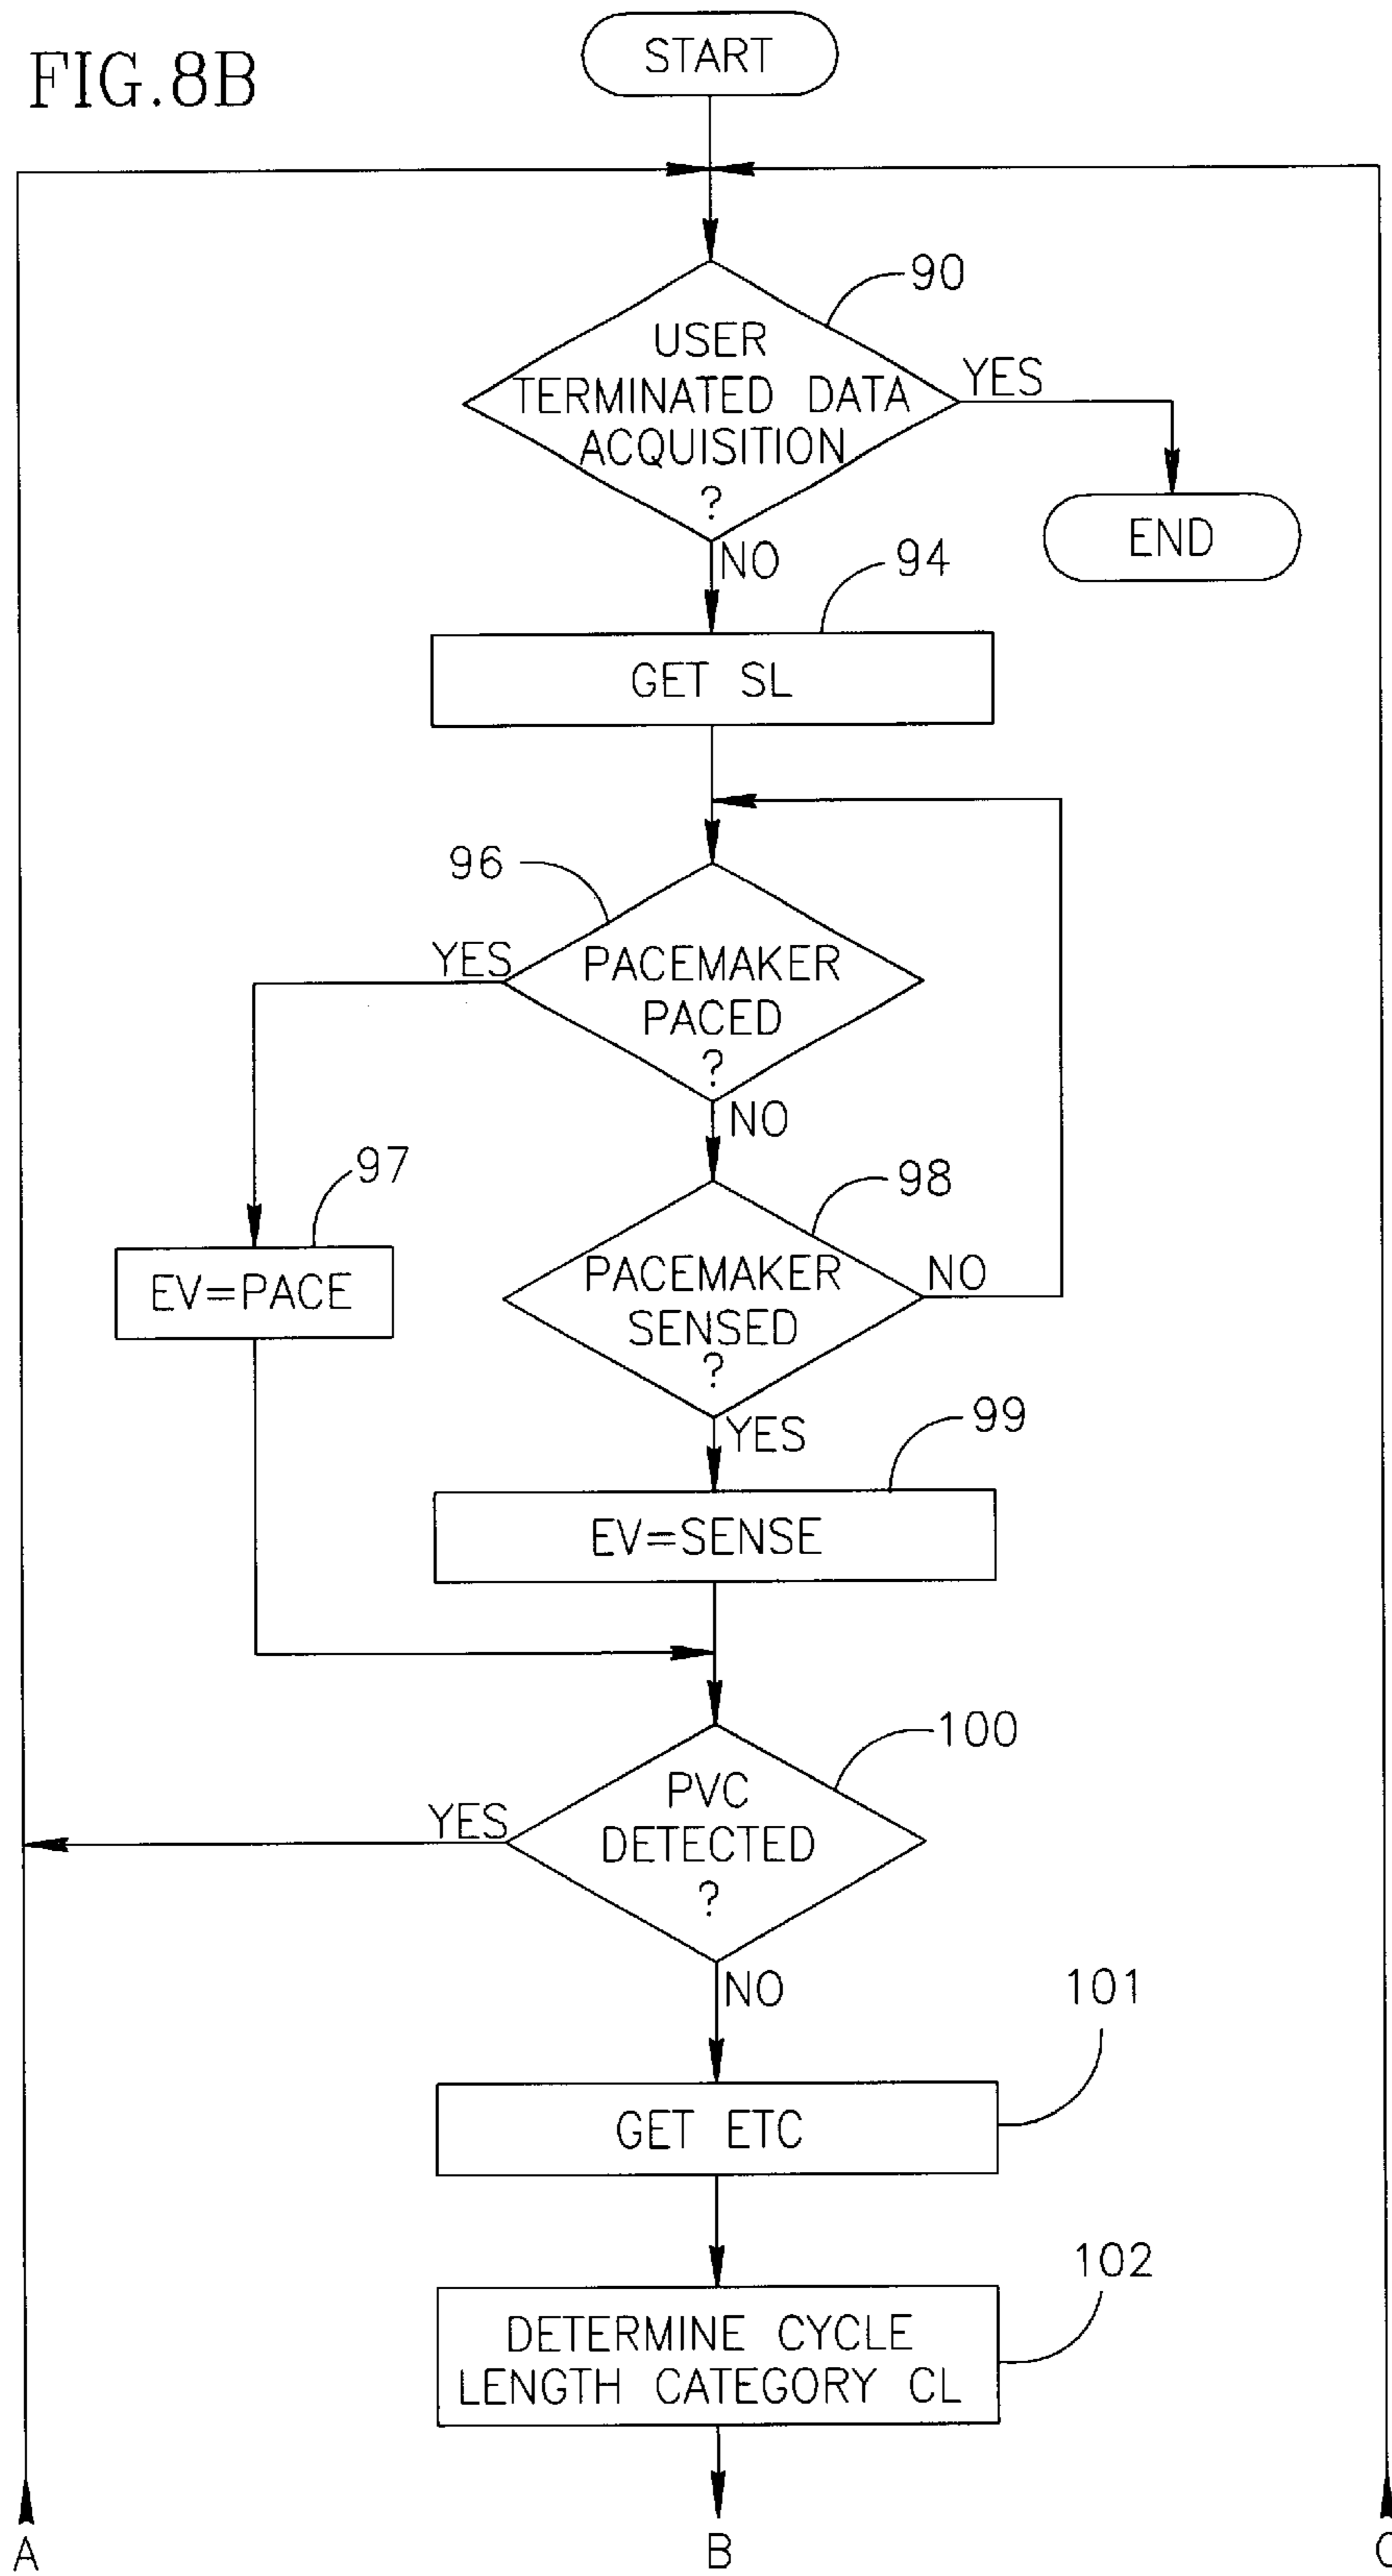 FIG.8B
START
90
USER
TERMINATED DATA
ACQUISITION
?
YES
END
NO
94
GET SL
96
YES
PACEMAKER
PACED
?
NO
97
EV=PACE
98
PACEMAKER
SENSED
?
NO
YES
99
EV=SENSE
100
PVC
DETECTED
?
YES
NO
101
GET ETC
102
DETERMINE CYCLE
LENGTH CATEGORY CL
A
B
C